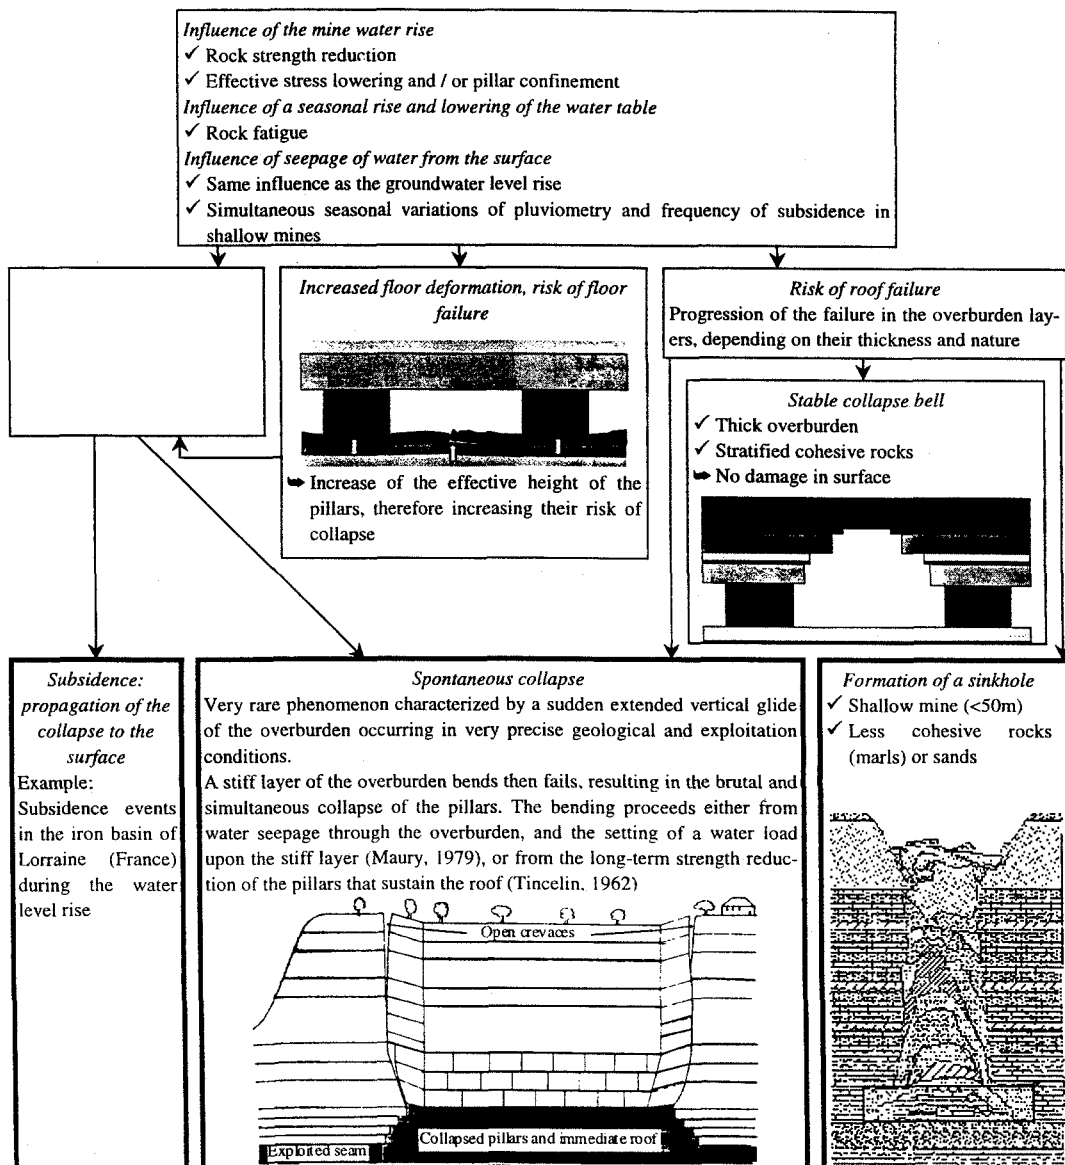 Influence of the mine water rise
✓ Rock strength reduction
✓ Effective stress lowering and / or pillar confinement
Influence of a seasonal rise and lowering of the water table
✓ Rock fatigue
Influence of seepage of water from the surface
✓ Same influence as the groundwater level rise
✓ Simultaneous seasonal variations of pluviometry and frequency of subsidence in
shallow mines
Increased floor deformation, risk of floor
failure
➥ Increase of the effective height of the
pillars, therefore increasing their risk of
collapse
Risk of roof failure
Progression of the failure in the overburden lay-
ers, depending on their thickness and nature
Stable collapse bell
✓ Thick overburden
✓ Stratified cohesive rocks
➥ No damage in surface
Subsidence:
propagation of the
collapse to the
surface
Example:
Subsidence events
in the iron basin of
Lorraine (France)
during the water
level rise
Spontaneous collapse
Very rare phenomenon characterized by a sudden extended vertical glide
of the overburden occurring in very precise geological and exploitation
conditions.
A stiff layer of the overburden bends then fails, resulting in the brutal and
simultaneous collapse of the pillars. The bending proceeds either from
water seepage through the overburden, and the setting of a water load
upon the stiff layer (Maury, 1979), or from the long-term strength reduc-
tion of the pillars that sustain the roof (Tincelin, 1962)
Open crevaces
Collapsed pillars and immediate roof
Exploited seam
Formation of a sinkhole
✓ Shallow mine (<50m)
✓ Less cohesive rocks
(marls) or sands